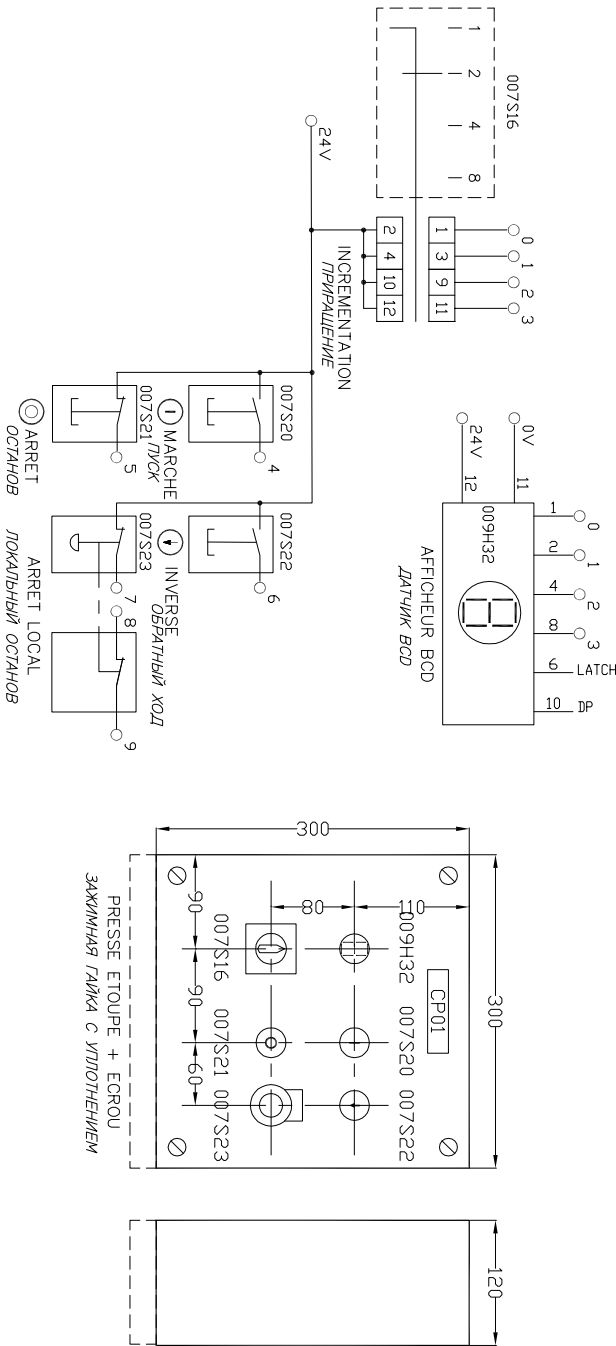 007S16
1
2
4
8
24V
0
1
2
3
1 3 9 11
2 4 10 12
INCREMENTATION
ПРИРАЩЕНИЕ
007S20
4
MARCHE
ПУСК
007S21
5
ARRET
ОСТАНОВ
007S22
6
INVERSE
ОБРАТНЫЙ ХОД
007S23
7
8
9
ARRET LOCAL
ЛОКАЛЬНЫЙ ОСТАНОВ
0V
11
24V
12
0
1
2
3
LATCH
DP
1
2
4
8
6
10
009H32
AFFICHEUR BCD
ДАТЧИК BCD
300
300
110
80
90
90
60
CP01
009H32
007S20
007S22
007S16
007S21
007S23
PRESSE ETOUPE + ECROU
ЗАЖИМНАЯ ГАЙКА С УПЛОТНЕНИЕМ
120